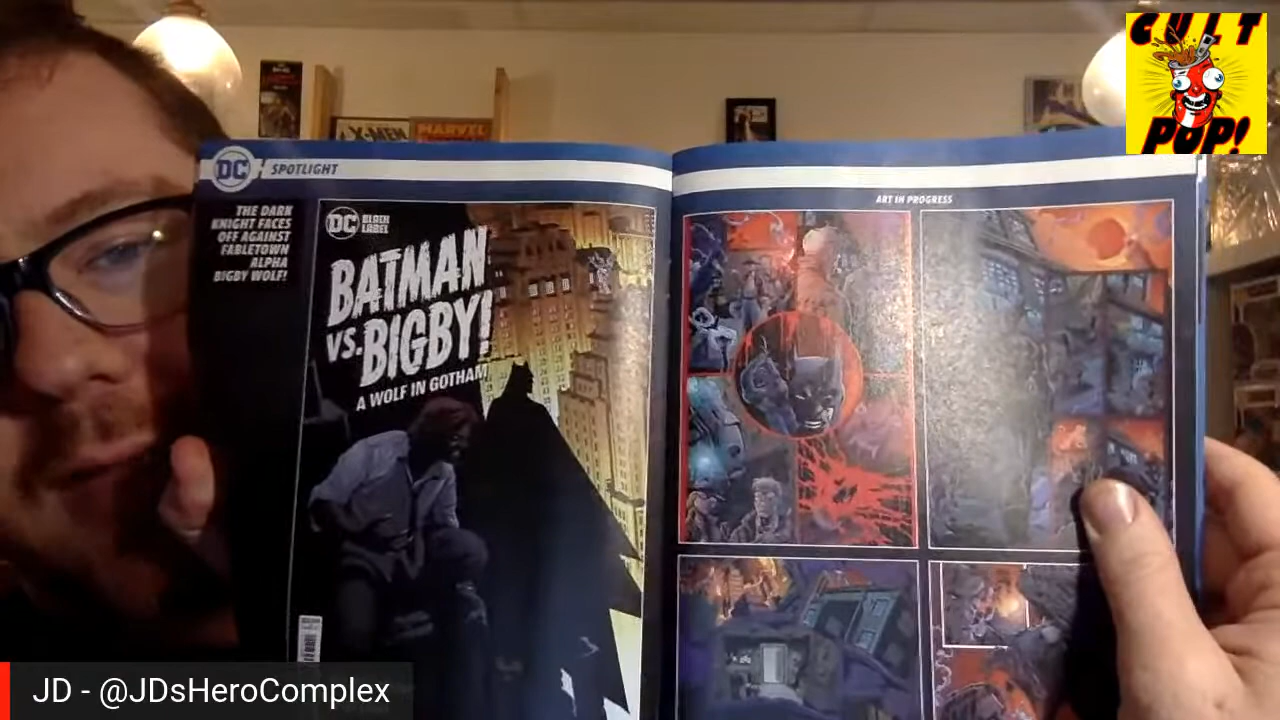 CULT
POP!
X-MEN
MARVEL
DC
SPOTLIGHT
THE DARK
KNIGHT FACES
OFF AGAINST
FABLETOWN
ALPHA
BIGBY WOLF!
DC BLACK
LABEL
BATMAN
VS. BIGBY!
A WOLF IN GOTHAM
ART IN PROGRESS
JD - @JDsHeroComplex